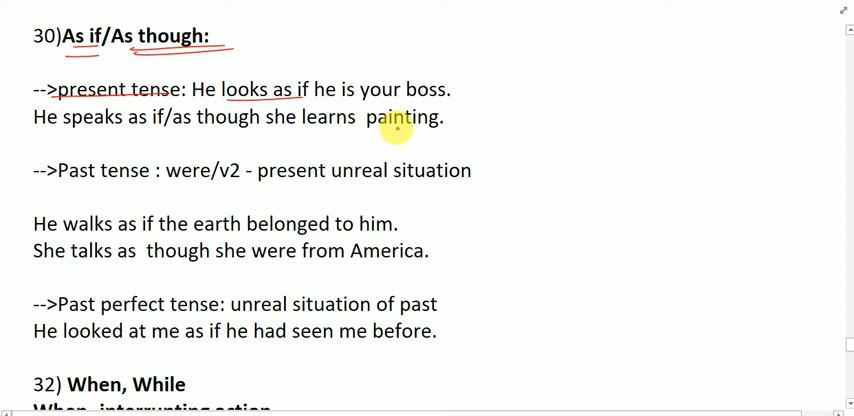 30)As if/As though:
-->present tense: He looks as if he is your boss.
He speaks as if/as though she learns  painting.
-->Past tense : were/v2 - present unreal situation
He walks as if the earth belonged to him.
She talks as  though she were from America.
-->Past perfect tense: unreal situation of past
He looked at me as if he had seen me before.
32) When, While
When- interrupting action